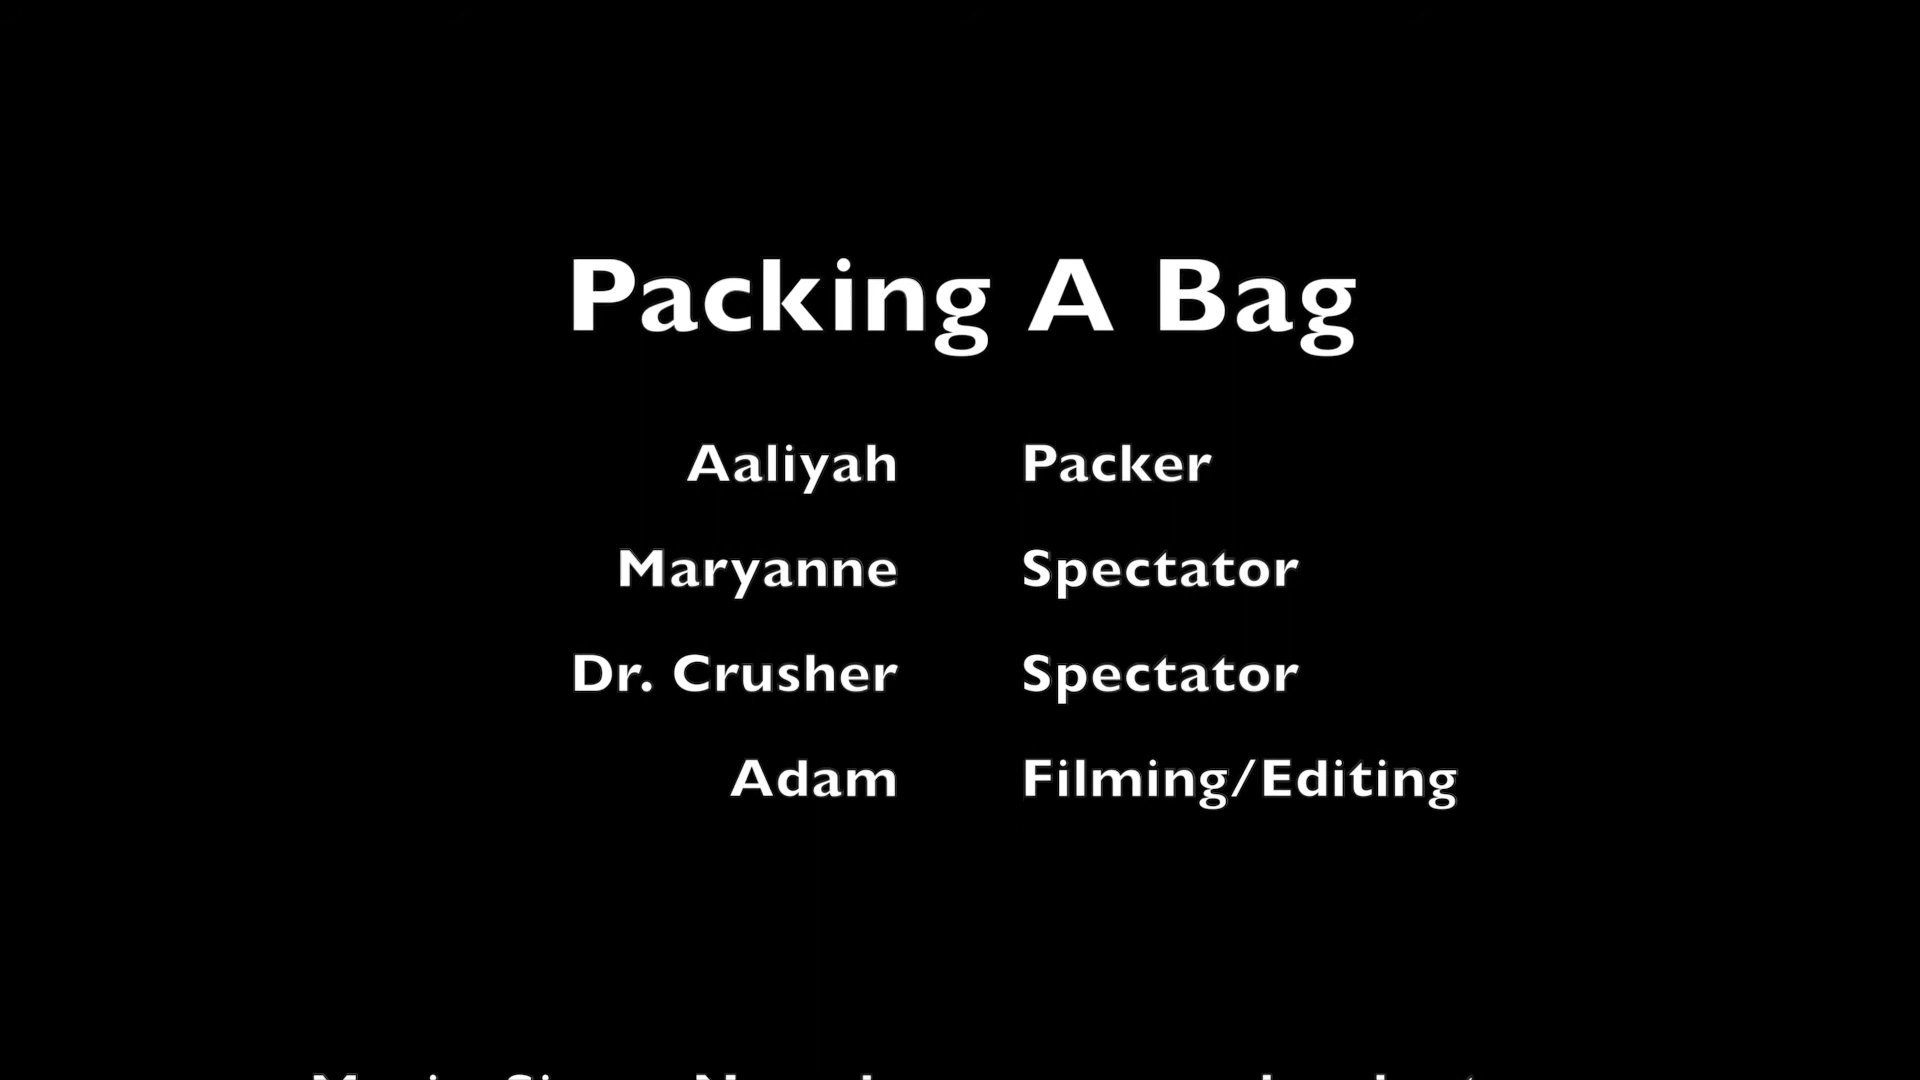 Packing A Bag
Aaliyah Packer
Maryanne Spectator
Dr. Crusher Spectator
Adam Filming/Editing